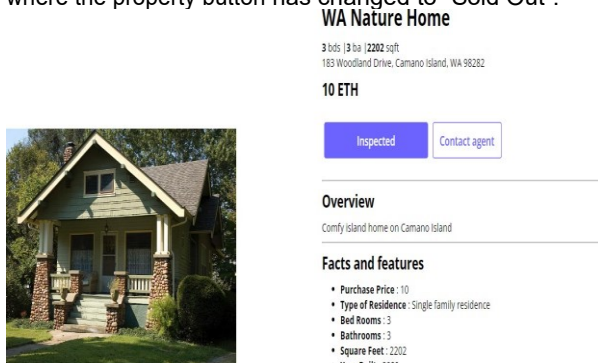 where the property button has changed to "Sold Out".
WA Nature Home
3 bds |3 ba |2202 sqft
183 Woodland Drive, Camano Island, WA 98282
10 ETH
Inspected
Contact agent
Overview
Comfy island home on Camano Island
Facts and features
• Purchase Price : 10
• Type of Residence : Single family residence
• Bed Rooms : 3
• Bathrooms : 3
• Square Feet : 2202